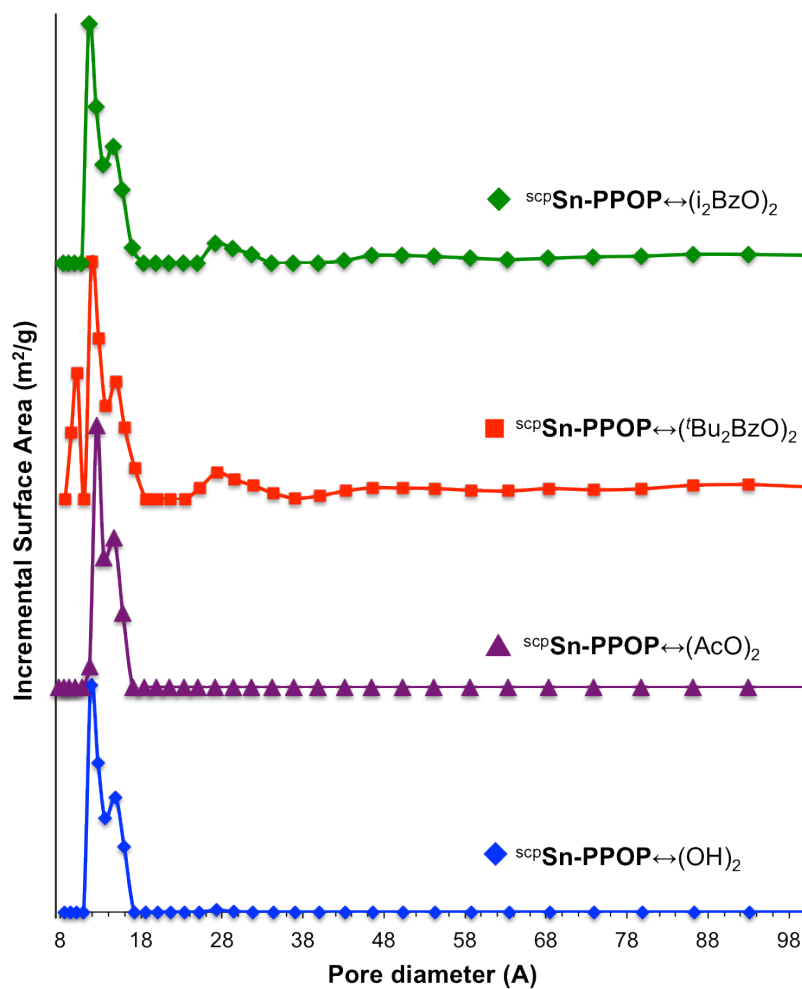 scpSn-PPOP↔(i₂BzO)₂
scpSn-PPOP↔(tBu₂BzO)₂
scpSn-PPOP↔(AcO)₂
scpSn-PPOP↔(OH)₂
Incremental Surface Area (m²/g)
8 18 28 38 48 58 68 78 88 98
Pore diameter (A)